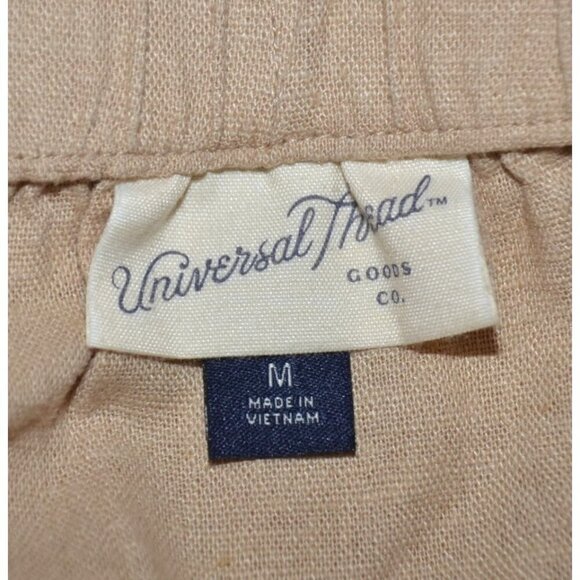 Universal Thread™
GOODS
CO.
M
MADE IN
VIETNAM